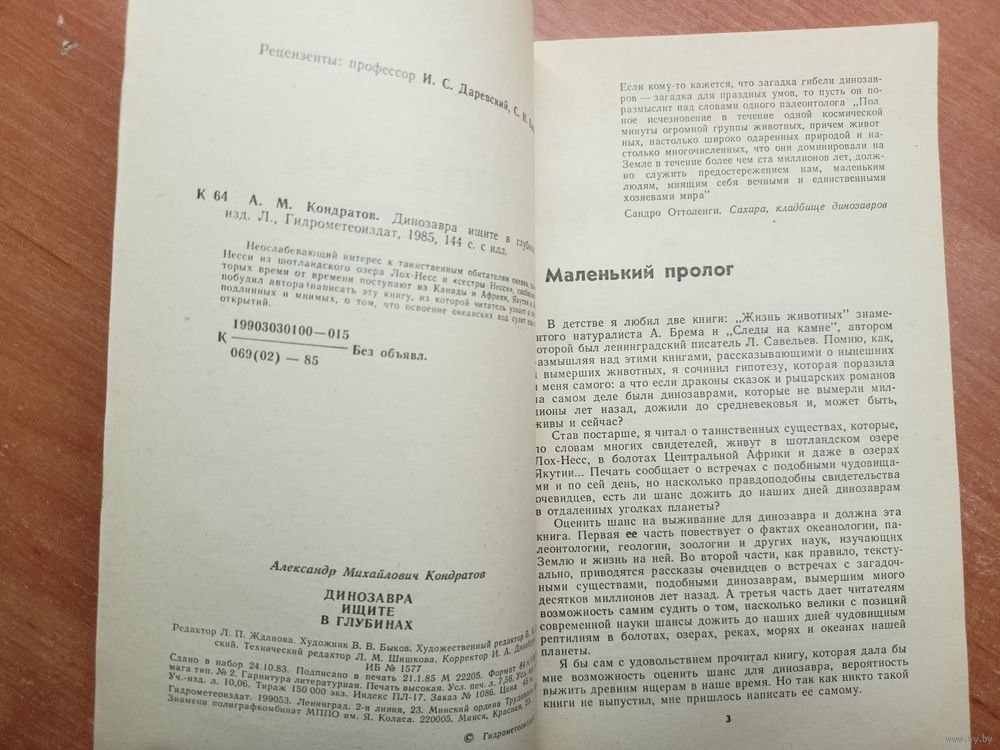 Рецензенты: профессор И. С. Даревский, С. К.
К 64 А. М. Кондратов. Динозавра ищите в
изд. Л., Гидрометеоиздат, 1985, 144 с. с илл.
Неослабевающий интерес к таинственным обитателям океана,
Несси из шотландского озера Лох-Несс и «сестры Несси»,
торых время от времени поступают из Канады и Африки, Якутии и
побудил автора написать эту книгу, из которой читатель узнает о
подлинных и мнимых, о том, что освоение океанских вод сулит еще
открытий.
К 19903030100—015
069(02) — 85
Без объявл.
Александр Михайлович Кондратов
ДИНОЗАВРА
ИЩИТЕ
В ГЛУБИНАХ
Редактор Л. П. Жданова. Художник В. В. Быков. Художественный редактор В.
ский. Технический редактор Л. М. Шишкова. Корректор И. А.
ИБ № 1577
Сдано в набор 24.10.83. Подписано в печать 21.1.85 М 22205. Формат 84
мага тип. № 2. Гарнитура литературная. Печать высокая. Усл. печ. л. 7,56. Усл.
Уч.-изд. л. 10,06. Тираж 150 000 экз. Индекс ПЛ-17. Заказ № 1086. Цена 45
Гидрометеоиздат. 199053. Ленинград. 2-я линия, 23. Минский ордена Трудового
Знамени полиграфкомбинат МППО им. Я. Коласа. 220005. Минск, Красная, 23.
© Гидрометеоиздат
Если кому-то кажется, что загадка гибели динозав-
ров — загадка для праздных умов, то пусть он по-
размыслит над словами одного палеонтолога „Пол
ное исчезновение в течение одной космической
минуты огромной группы животных, причем живот
ных, настолько широко одаренных природой и на-
столько многочисленных, что они доминировали на
Земле в течение более чем ста миллионов лет, долж-
но служить предостережением нам, маленьким
людям, мнящим себя вечными и единственными
хозяевами мира"
Сандро Оттоленги. Сахара, кладбище динозавров
Маленький пролог
В детстве я любил две книги: „Жизнь животных" знаме-
нитого натуралиста А. Брема и „Следы на камне", автором
которой был ленинградский писатель Л. Савельев. Помню, как,
размышляя над этими книгами, рассказывающими о нынешних
и вымерших животных, я сочинил гипотезу, которая поразила
и меня самого: а что если драконы сказок и рыцарских романов
на самом деле были динозаврами, которые не вымерли мил-
лионы лет назад, дожили до средневековья и, может быть,
живы и сейчас?
Став постарше, я читал о таинственных существах, которые,
по словам многих свидетелей, живут в шотландском озере
Лох-Несс, в болотах Центральной Африки и даже в озерах
Якутии... Печать сообщает о встречах с подобными чудовища-
ми и по сей день, но насколько правдоподобны свидетельства
очевидцев, есть ли шанс дожить до наших дней динозаврам
в отдаленных уголках планеты?
Оценить шанс на выживание для динозавра и должна эта
книга. Первая ее часть повествует о фактах океанологии, па-
леонтологии, геологии, зоологии и других наук, изучающих
Землю и жизнь на ней. Во второй части, как правило, тексту-
ально, приводятся рассказы очевидцев о встречах с загадоч-
ными существами, подобными динозаврам, вымершим много
десятков миллионов лет назад. А третья часть дает читателям
возможность самим судить о том, насколько велики с позиций
современной науки шансы дожить до наших дней древним
рептилиям в болотах, озерах, реках, морях и океанах нашей
планеты.
Я бы сам с удовольствием прочитал книгу, которая дала бы
мне возможность оценить шанс для динозавра, вероятность
выжить древним ящерам в наше время. Но так как никто такой
книги не выпустил, мне пришлось написать ее самому.
3
www.ay.by